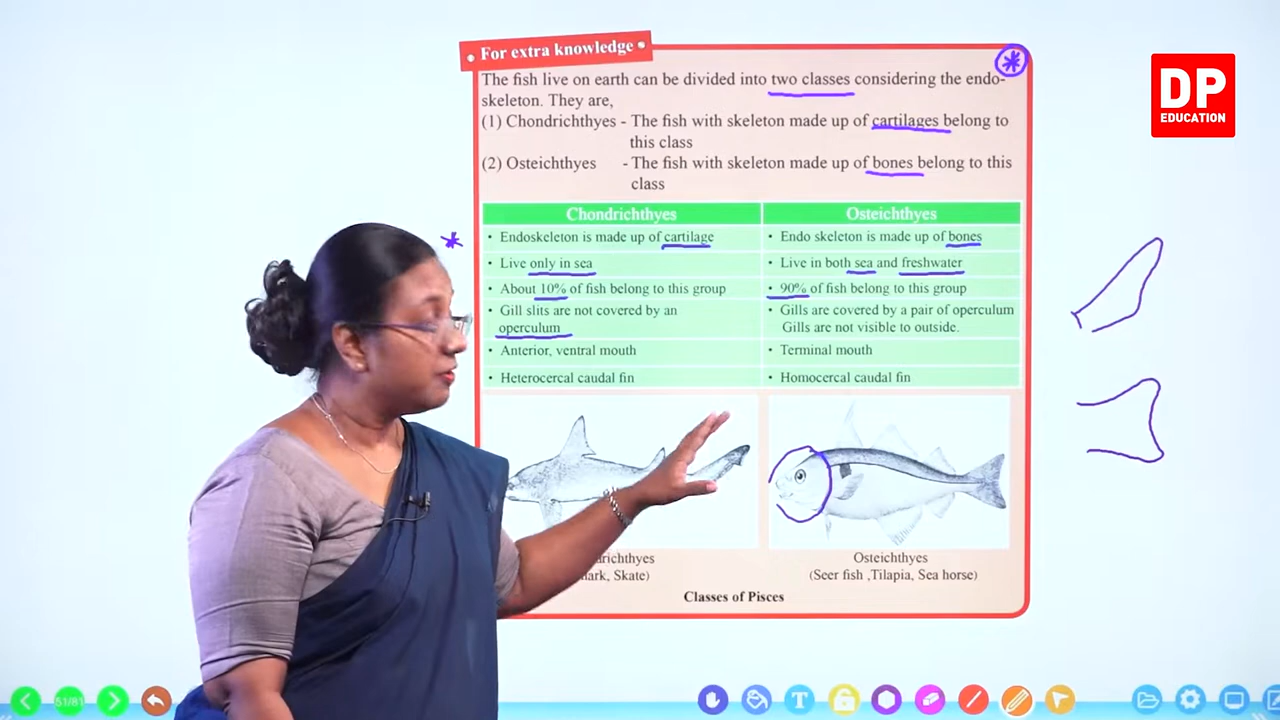 For extra knowledge
The fish live on earth can be divided into two classes considering the endo-
skeleton. They are,
(1) Chondrichthyes - The fish with skeleton made up of cartilages belong to
this class
(2) Osteichthyes - The fish with skeleton made up of bones belong to this
class
Chondrichthyes
• Endoskeleton is made up of cartilage
• Live only in sea
• About 10% of fish belong to this group
• Gill slits are not covered by an
operculum
• Anterior, ventral mouth
• Heterocercal caudal fin
Osteichthyes
• Endo skeleton is made up of bones
• Live in both sea and freshwater
• 90% of fish belong to this group
• Gills are covered by a pair of operculum
Gills are not visible to outside.
• Terminal mouth
• Homocercal caudal fin
Skate)
Osteichthyes
(Seer fish ,Tilapia, Sea horse)
Classes of Pisces
DP
EDUCATION
51/81
T